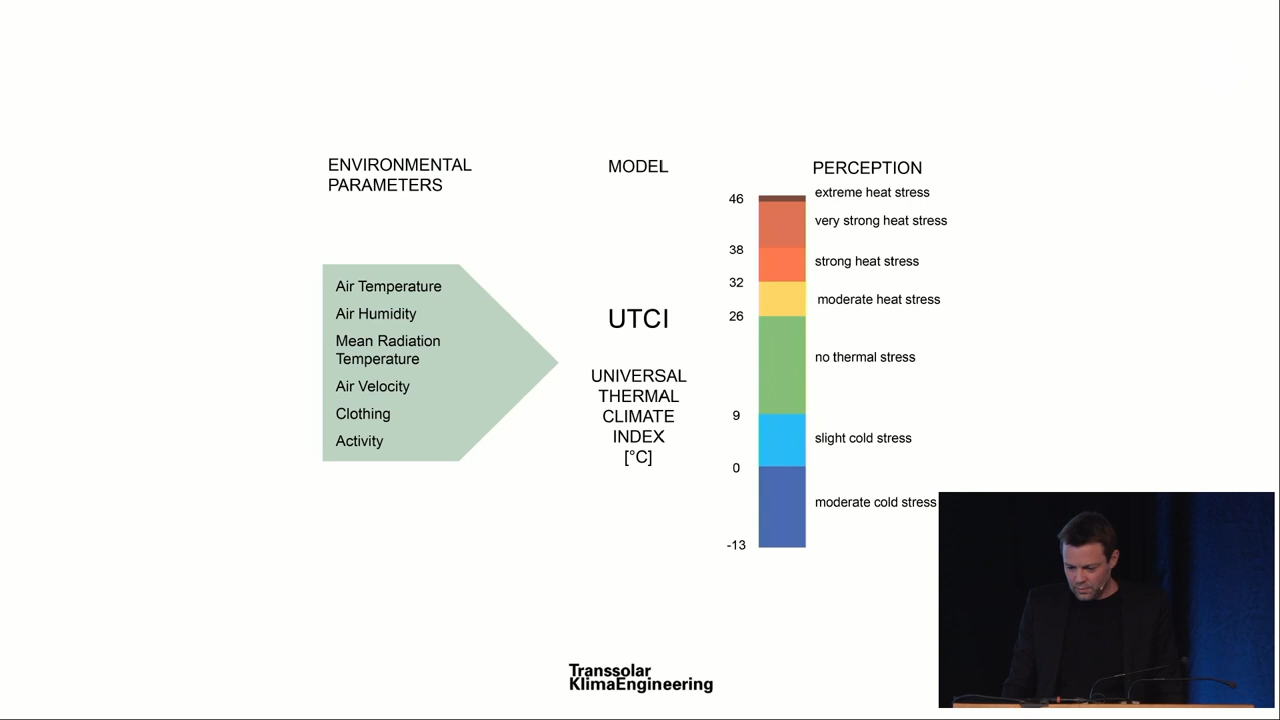 ENVIRONMENTAL
PARAMETERS
Air Temperature
Air Humidity
Mean Radiation
Temperature
Air Velocity
Clothing
Activity
MODEL
UTCI
UNIVERSAL
THERMAL
CLIMATE
INDEX
[°C]
PERCEPTION
46
extreme heat stress
very strong heat stress
38
strong heat stress
32
moderate heat stress
26
no thermal stress
9
slight cold stress
0
moderate cold stress
-13
Transsolar
KlimaEngineering